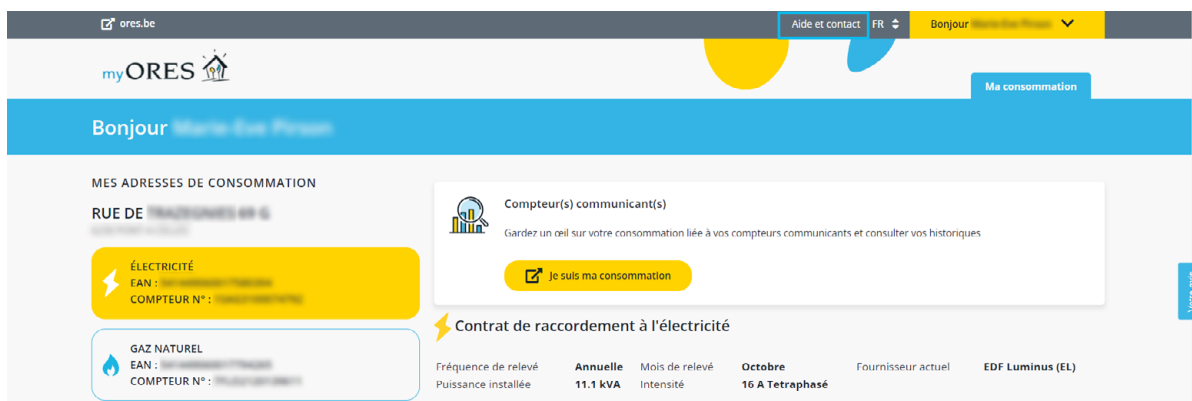 ores.be
Aide et contact FR Bonjour
myORES
Ma consommation
Bonjour
MES ADRESSES DE CONSOMMATION
RUE DE
ÉLECTRICITÉ
EAN :
COMPTEUR N° :
GAZ NATUREL
EAN :
COMPTEUR N° :
Compteur(s) communicant(s)
Gardez un œil sur votre consommation liée à vos compteurs communicants et consulter vos historiques
Je suis ma consommation
Contrat de raccordement à l'électricité
Fréquence de relevé Annuelle Mois de relevé Octobre Fournisseur actuel EDF Luminus (EL)
Puissance installée 11.1 kVA Intensité 16 A Tetraphasé
Votre avis